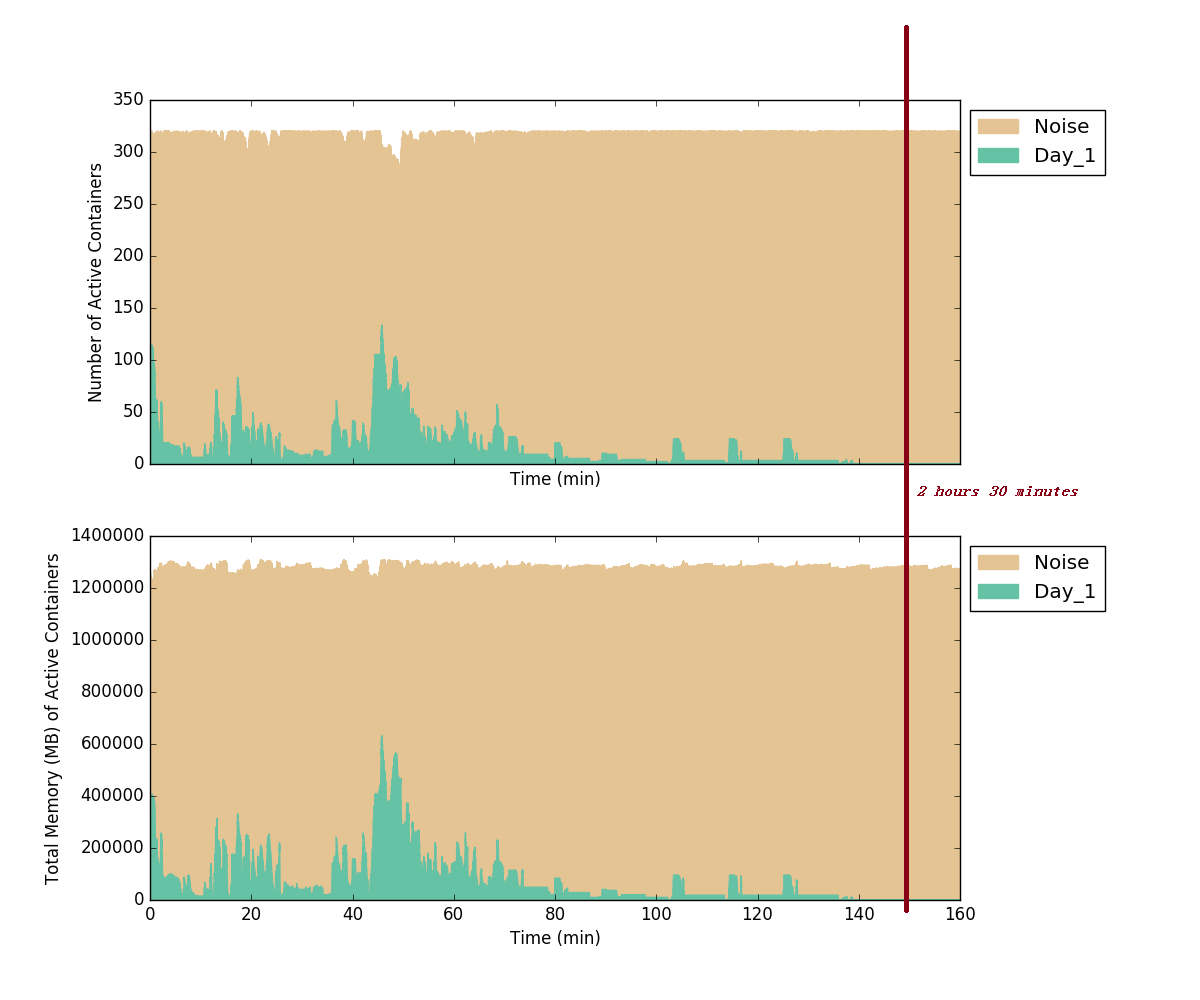 350
300
250
200
150
100
50
0
Number of Active Containers
Time (min)
Noise
Day_1
2 hours 30 minutes
1400000
1200000
1000000
800000
600000
400000
200000
0
Total Memory (MB) of Active Containers
0 20 40 60 80 100 120 140 160
Time (min)
Noise
Day_1